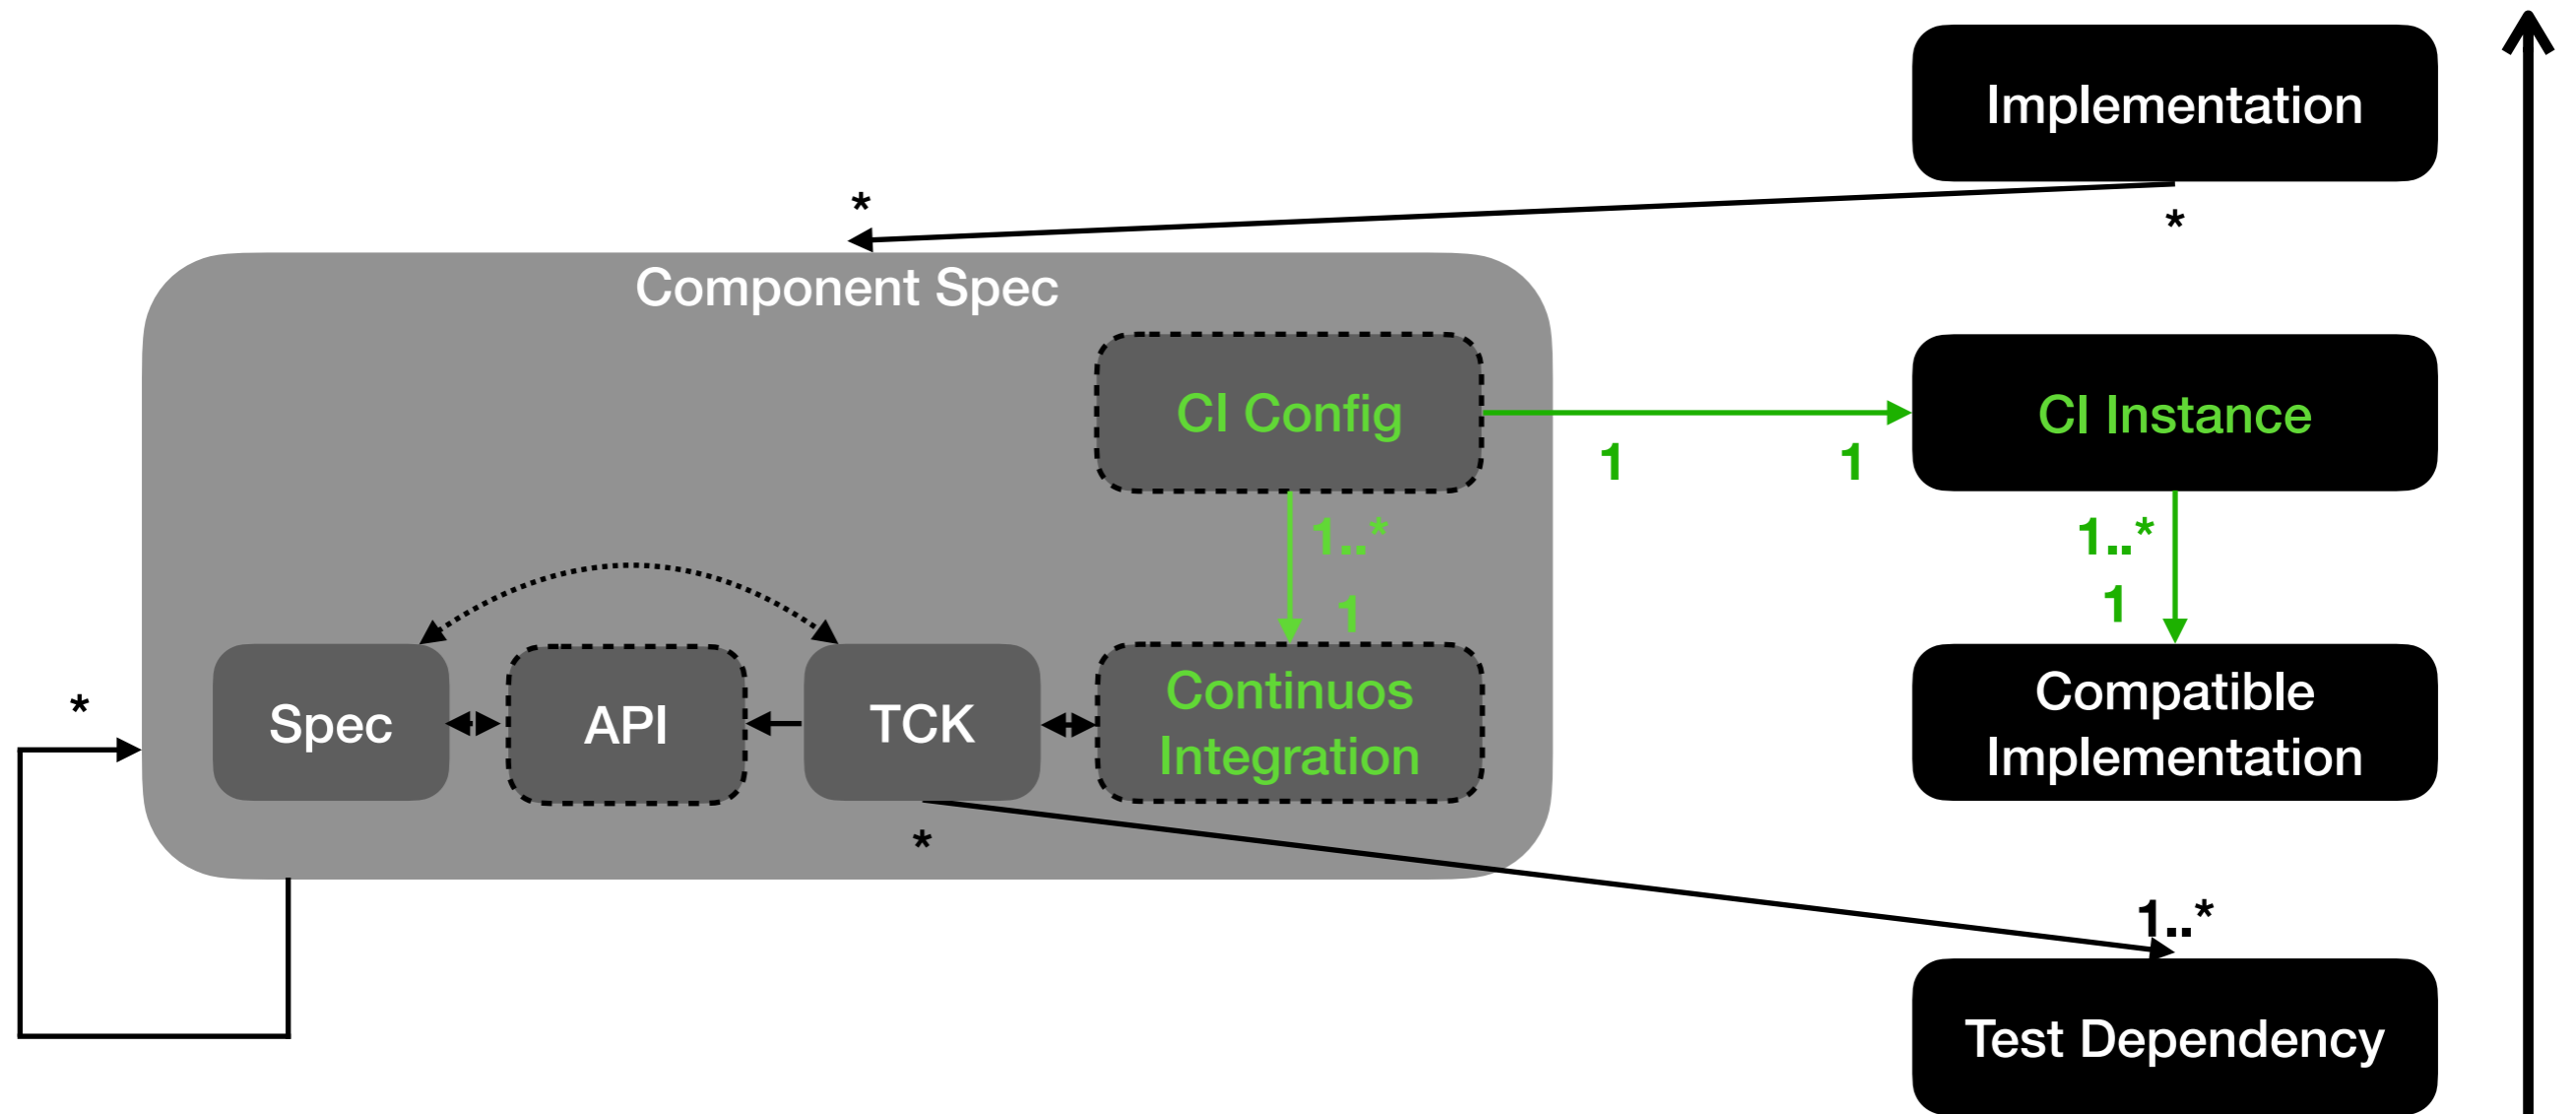 Implementation
*
*
Component Spec
CI Config
CI Instance
1
1
1..*
1..*
1
1
*
Spec
API
TCK
Continuos
Integration
Compatible
Implementation
*
1..*
Test Dependency